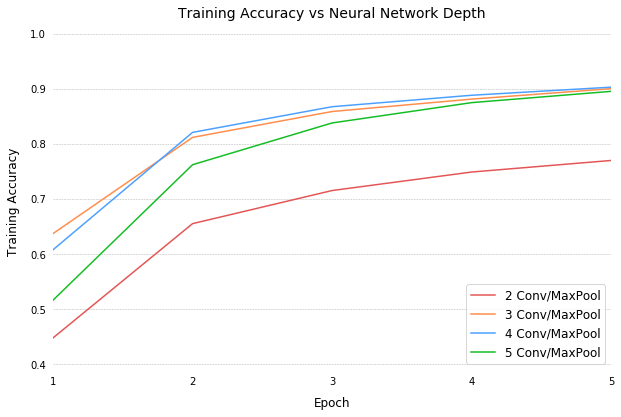 Training Accuracy vs Neural Network Depth
Training Accuracy
1.0
0.9
0.8
0.7
0.6
0.5
0.4
1 2 3 4 5
Epoch
2 Conv/MaxPool
3 Conv/MaxPool
4 Conv/MaxPool
5 Conv/MaxPool